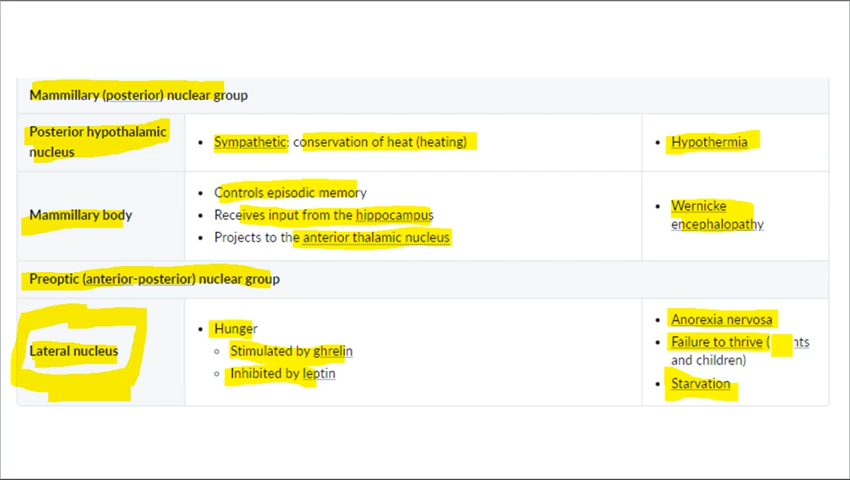 Mammillary (posterior) nuclear group
Posterior hypothalamic
nucleus
Sympathetic: conservation of heat (heating)
Hypothermia
Mammillary body
Controls episodic memory
Receives input from the hippocampus
Projects to the anterior thalamic nucleus
Wernicke
encephalopathy
Preoptic (anterior-posterior) nuclear group
Lateral nucleus
Hunger
Stimulated by ghrelin
Inhibited by leptin
Anorexia nervosa
Failure to thrive (
and children)
Starvation